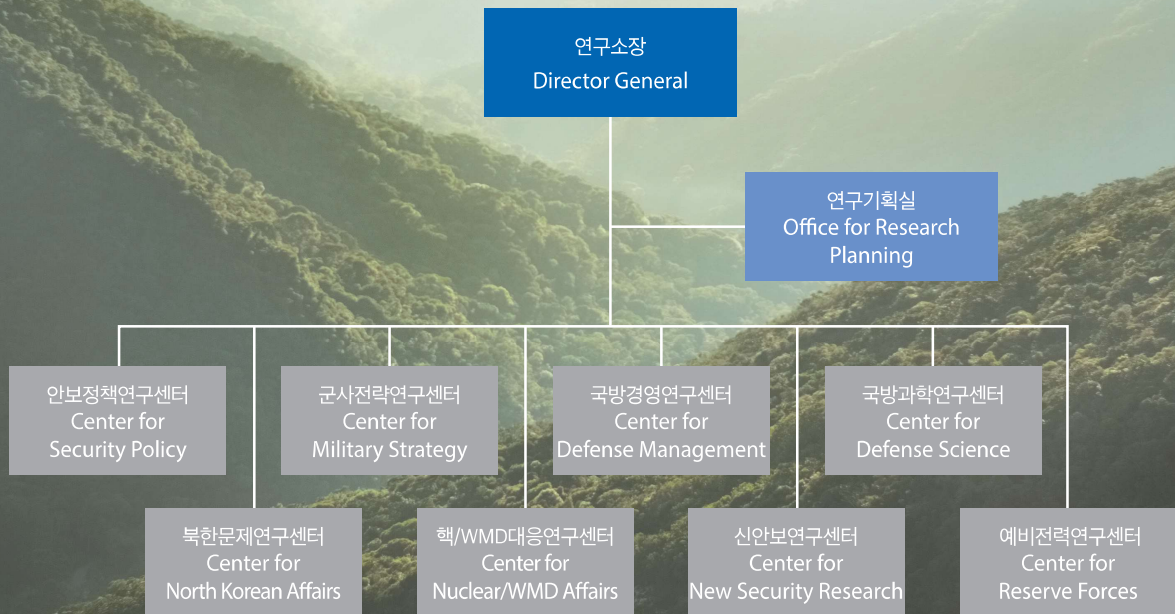 연구소장
Director General
연구기획실
Office for Research
Planning
안보정책연구센터
Center for
Security Policy
군사전략연구센터
Center for
Military Strategy
국방경영연구센터
Center for
Defense Management
국방과학연구센터
Center for
Defense Science
북한문제연구센터
Center for
North Korean Affairs
핵/WMD대응연구센터
Center for
Nuclear/WMD Affairs
신안보연구센터
Center for
New Security Research
예비전력연구센터
Center for
Reserve Forces